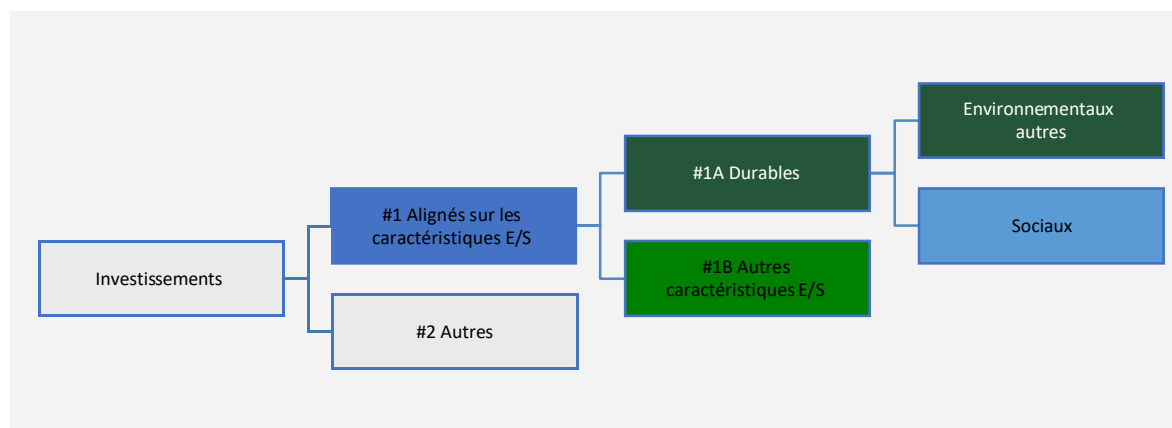 Investissements
#1 Alignés sur les
caractéristiques E/S
#2 Autres
#1A Durables
#1B Autres
caractéristiques E/S
Environnementaux
autres
Sociaux